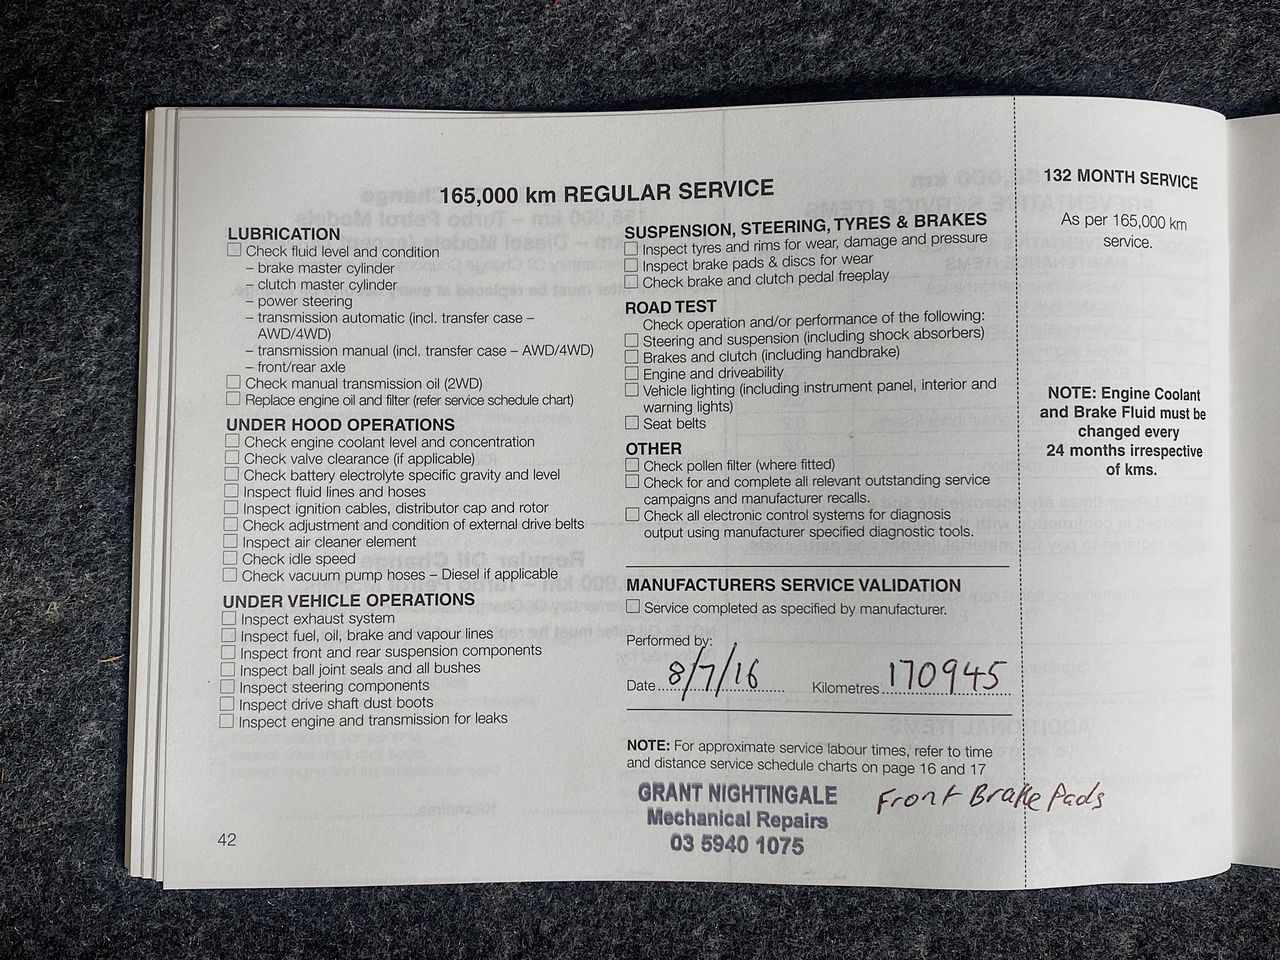 165,000 km REGULAR SERVICE
LUBRICATION
Check fluid level and condition
– brake master cylinder
– clutch master cylinder
– power steering
– transmission automatic (incl. transfer case –
AWD/4WD)
– transmission manual (incl. transfer case – AWD/4WD)
– front/rear axle
Check manual transmission oil (2WD)
Replace engine oil and filter (refer service schedule chart)
UNDER HOOD OPERATIONS
Check engine coolant level and concentration
Check valve clearance (if applicable)
Check battery electrolyte specific gravity and level
Inspect fluid lines and hoses
Inspect ignition cables, distributor cap and rotor
Check adjustment and condition of external drive belts
Inspect air cleaner element
Check idle speed
Check vacuum pump hoses – Diesel if applicable
UNDER VEHICLE OPERATIONS
Inspect exhaust system
Inspect fuel, oil, brake and vapour lines
Inspect front and rear suspension components
Inspect ball joint seals and all bushes
Inspect steering components
Inspect drive shaft dust boots
Inspect engine and transmission for leaks
42
SUSPENSION, STEERING, TYRES & BRAKES
Inspect tyres and rims for wear, damage and pressure
Inspect brake pads & discs for wear
Check brake and clutch pedal freeplay
ROAD TEST
Check operation and/or performance of the following:
Steering and suspension (including shock absorbers)
Brakes and clutch (including handbrake)
Engine and driveability
Vehicle lighting (including instrument panel, interior and
warning lights)
Seat belts
OTHER
Check pollen filter (where fitted)
Check for and complete all relevant outstanding service
campaigns and manufacturer recalls.
Check all electronic control systems for diagnosis
output using manufacturer specified diagnostic tools.
MANUFACTURERS SERVICE VALIDATION
Service completed as specified by manufacturer.
Performed by:
Date 8/7/16 Kilometres 170945
NOTE: For approximate service labour times, refer to time
and distance service schedule charts on page 16 and 17
GRANT NIGHTINGALE
Mechanical Repairs
03 5940 1075
Front Brake Pads
132 MONTH SERVICE
As per 165,000 km
service.
NOTE: Engine Coolant
and Brake Fluid must be
changed every
24 months irrespective
of kms.